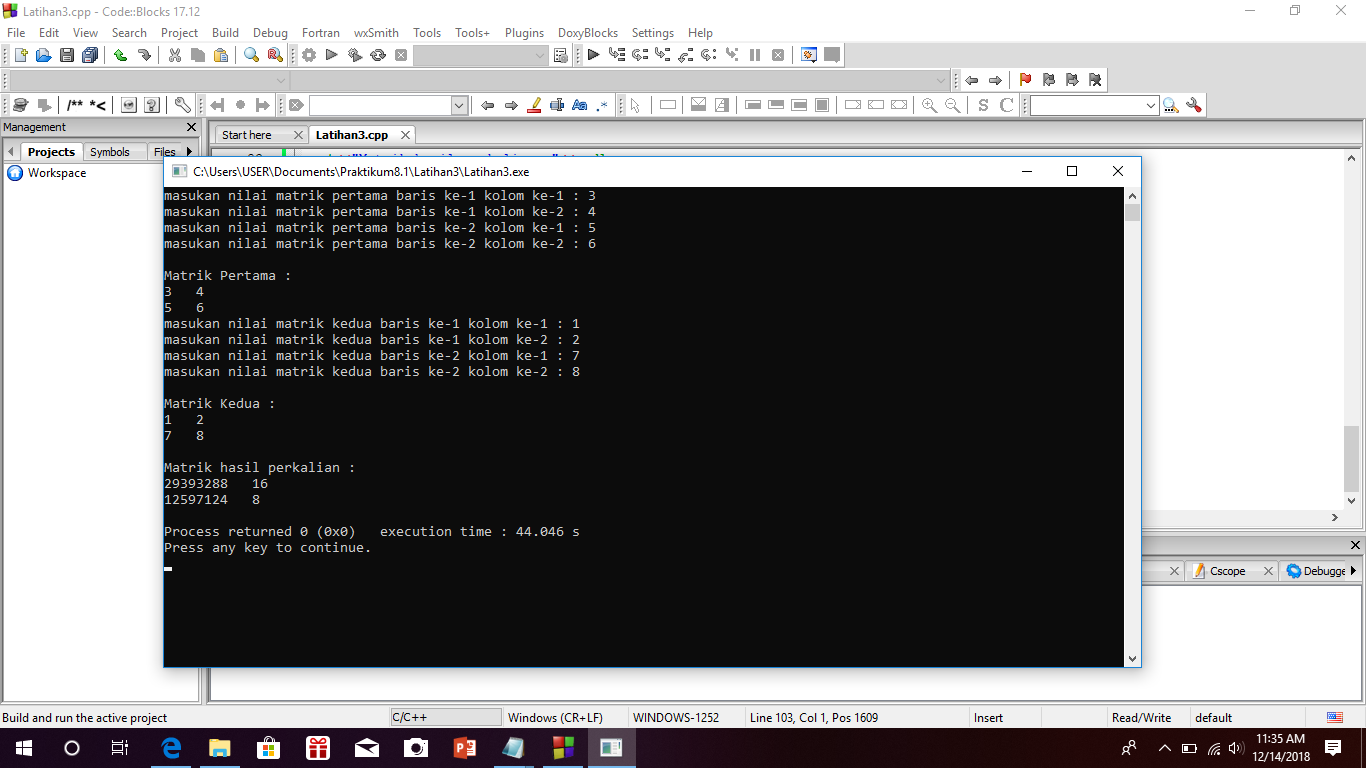 Latihan3.cpp - Code::Blocks 17.12
File Edit View Search Project Build Debug Fortran wxSmith Tools Tools+ Plugins DoxyBlocks Settings Help
/** *<
Aa .*
S C
Management
Start here Latihan3.cpp
Projects Symbols Files
Workspace
C:\Users\USER\Documents\Praktikum8.1\Latihan3\Latihan3.exe
masukan nilai matrik pertama baris ke-1 kolom ke-1 : 3
masukan nilai matrik pertama baris ke-1 kolom ke-2 : 4
masukan nilai matrik pertama baris ke-2 kolom ke-1 : 5
masukan nilai matrik pertama baris ke-2 kolom ke-2 : 6
Matrik Pertama :
3 4
5 6
masukan nilai matrik kedua baris ke-1 kolom ke-1 : 1
masukan nilai matrik kedua baris ke-1 kolom ke-2 : 2
masukan nilai matrik kedua baris ke-2 kolom ke-1 : 7
masukan nilai matrik kedua baris ke-2 kolom ke-2 : 8
Matrik Kedua :
1 2
7 8
Matrik hasil perkalian :
29393288 16
12597124 8
Process returned 0 (0x0) execution time : 44.046 s
Press any key to continue.
Cscope Debugge
Build and run the active project C/C++ Windows (CR+LF) WINDOWS-1252 Line 103, Col 1, Pos 1609 Insert Read/Write default
11:35 AM
12/14/2018